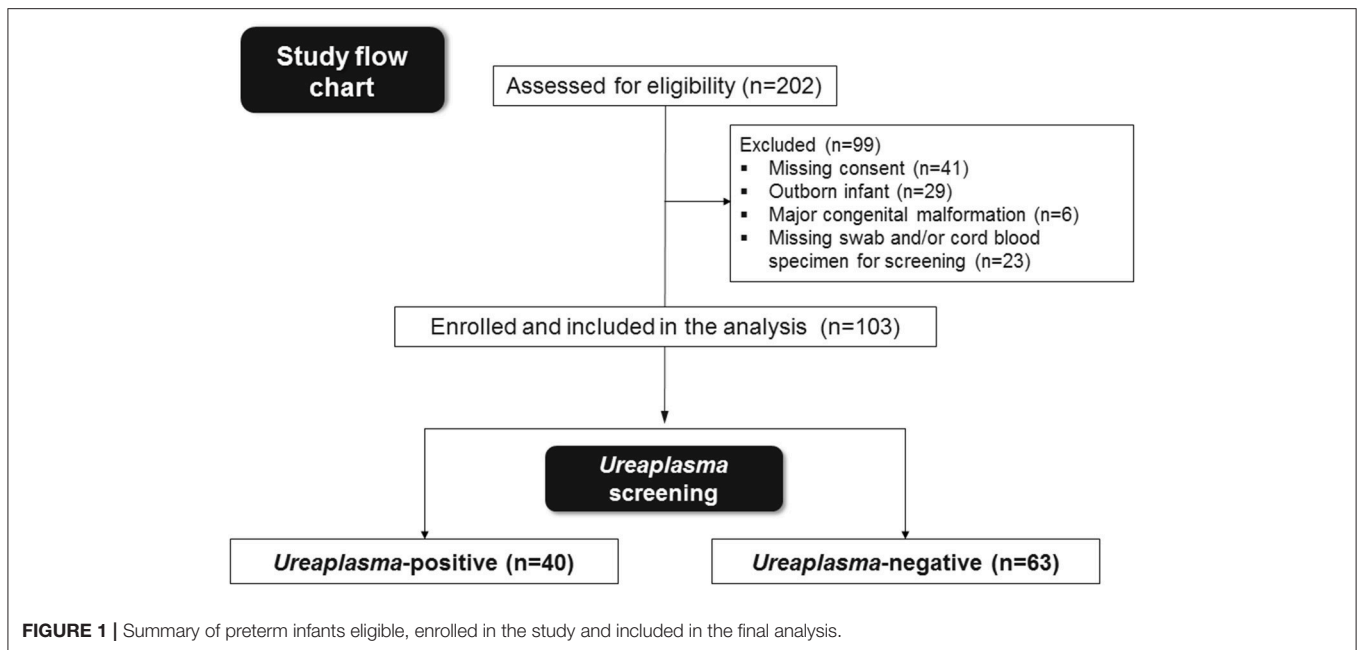 Study flow
chart
Assessed for eligibility (n=202)
Excluded (n=99)
▪ Missing consent (n=41)
▪ Outborn infant (n=29)
▪ Major congenital malformation (n=6)
▪ Missing swab and/or cord blood
specimen for screening (n=23)
Enrolled and included in the analysis (n=103)
Ureaplasma
screening
Ureaplasma-positive (n=40)
Ureaplasma-negative (n=63)
FIGURE 1 | Summary of preterm infants eligible, enrolled in the study and included in the final analysis.